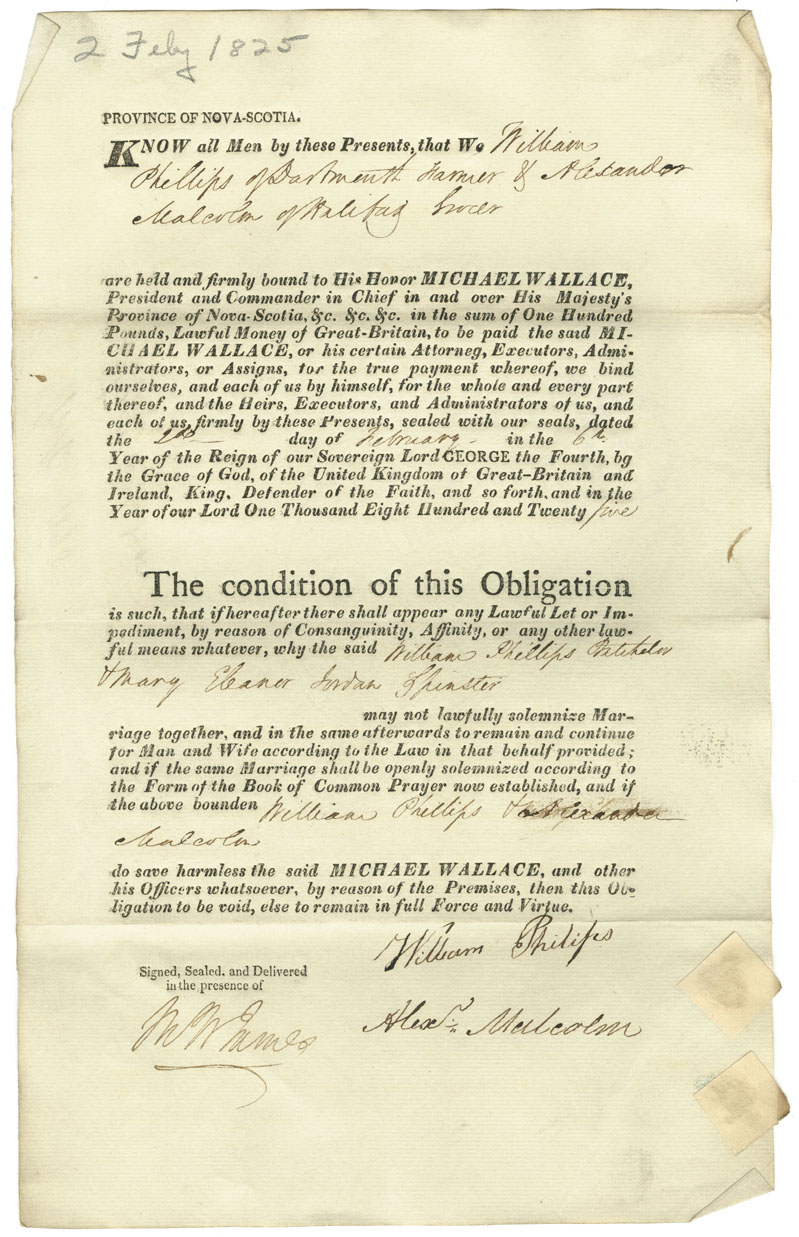 2 Feby 1825
PROVINCE OF NOVA-SCOTIA.
KNOW all Men by these Presents, that We William
Phillips of Dartmouth Farmer & Alexander
Malcolm of Halifax Grocer
are held and firmly bound to His Honor MICHAEL WALLACE,
President and Commander in Chief in and over His Majesty's
Province of Nova-Scotia, &c. &c. &c. in the sum of One Hundred
Pounds, Lawful Money of Great-Britain, to be paid the said MI-
CHAEL WALLACE, or his certain Attorneg, Executors, Admi-
nistrators, or Assigns, for the true payment whereof, we bind
ourselves, and each of us by himself, for the whole and every part
thereof, and the Heirs, Executors, and Administrators of us, and
each of us, firmly by these Presents, sealed with our seals, dated
the 2nd day of February in the 6th
Year of the Reign of our Sovereign Lord GEORGE the Fourth, bg
the Grace of God, of the United Kingdom of Great-Britain and
Ireland, King, Defender of the Faith, and so forth, and in the
Year of our Lord One Thousand Eight Hundred and Twenty five
The condition of this Obligation
is such, that if hereafter there shall appear any Lawful Let or Im-
pediment, by reason of Consanguinity, Affinity, or any other law-
ful means whatever, why the said William Phillips Batchelor
& Mary Eleanor Jordan Spinster
may not lawfully solemnize Mar-
riage together, and in the same afterwards to remain and continue
for Man and Wife according to the Law in that behalf provided;
and if the same Marriage shall be openly solemnized according to
the Form of the Book of Common Prayer now established, and if
the above bounden William Phillips & Alexander
Malcolm
do save harmless the said MICHAEL WALLACE, and other
his Officers whatsoever, by reason of the Premises, then this Ob-
ligation to be void, else to remain in full Force and Virtue.
William Philips
Signed, Sealed, and Delivered
in the presence of
Alexr. Malcolm